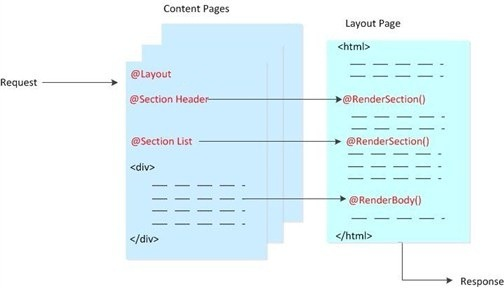 Content Pages
Layout Page
Request
@Layout
@Section Header
@Section List
<div>
</div>
<html>
@RenderSection()
@RenderSection()
@RenderBody()
</html>
Response